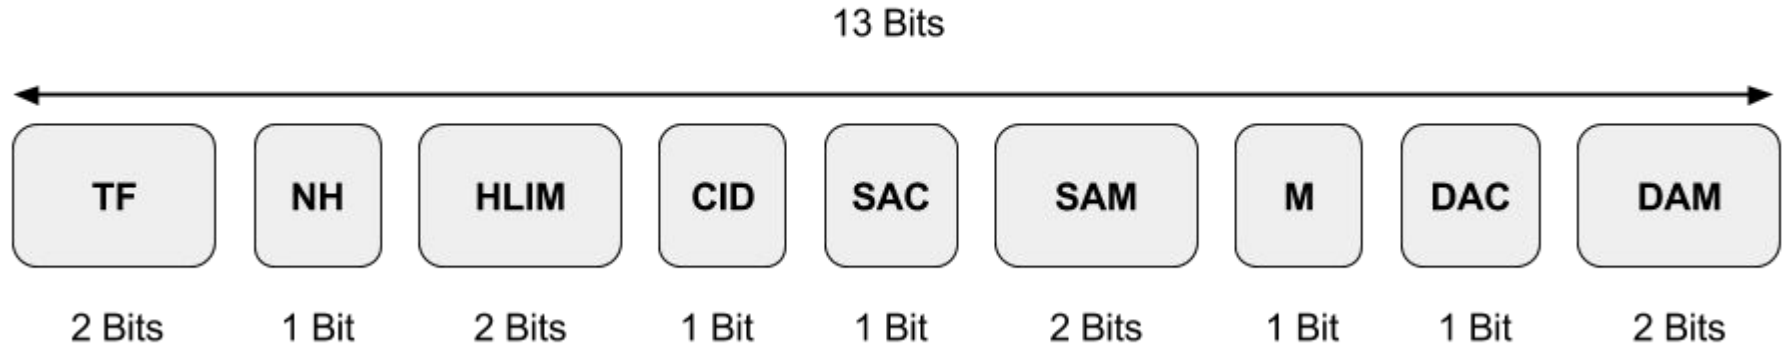 13 Bits
TF NH HLIM CID SAC SAM M DAC DAM
2 Bits 1 Bit 2 Bits 1 Bit 1 Bit 2 Bits 1 Bit 1 Bit 2 Bits